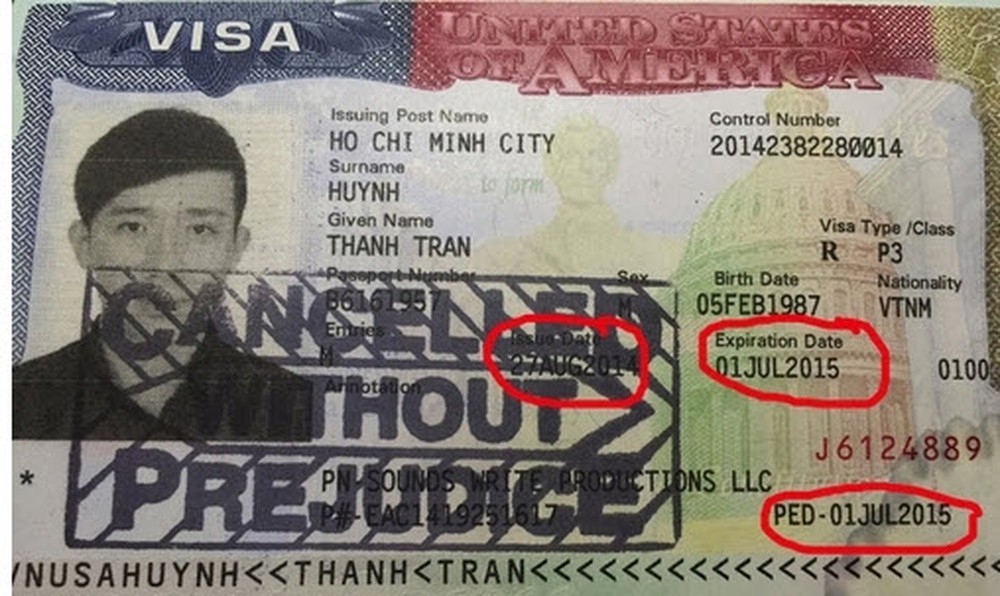 VISA
UNITED STATES
OF AMERICA
Issuing Post Name
HO CHI MINH CITY
Control Number
20142382280014
Surname
HUYNH
to form
Given Name
THANH TRAN
Visa Type /Class
R P3
Passport Number
B6161957
Sex
M
Birth Date
05FEB1987
Nationality
VTNM
Entries
M
Issue Date
27AUG2014
Expiration Date
01JUL2015
0100
Annotation
CANCELLED
WITHOUT
PREJUDICE
J6124889
* PN-SOUNDS WRITE PRODUCTIONS LLC
P#-EAC1419251617
PED-01JUL2015
VNUSAHUYNH<<THANH<TRAN<<<<<<<<<<<<<<<<<<<